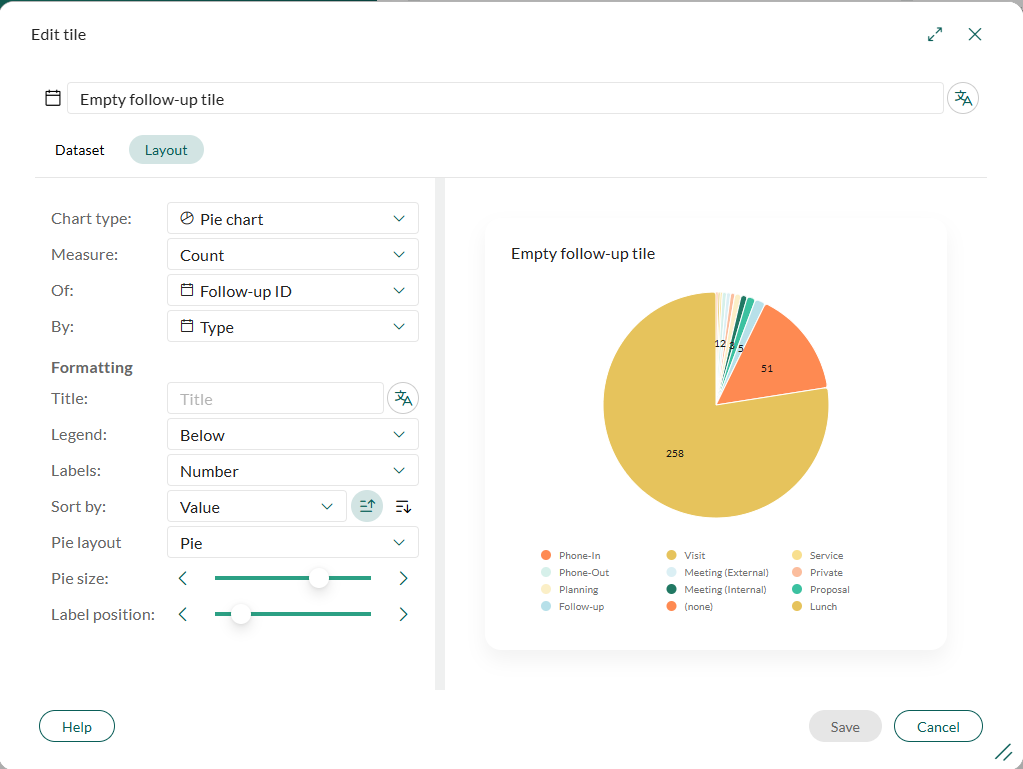 Edit tile
Empty follow-up tile
Dataset Layout
Chart type: Pie chart
Measure: Count
Of: Follow-up ID
By: Type
Formatting
Title: Title
Legend: Below
Labels: Number
Sort by: Value
Pie layout Pie
Pie size:
Label position:
Empty follow-up tile
12 3 5
51
258
Phone-In Visit Service
Phone-Out Meeting (External) Private
Planning Meeting (Internal) Proposal
Follow-up (none) Lunch
Help Save Cancel